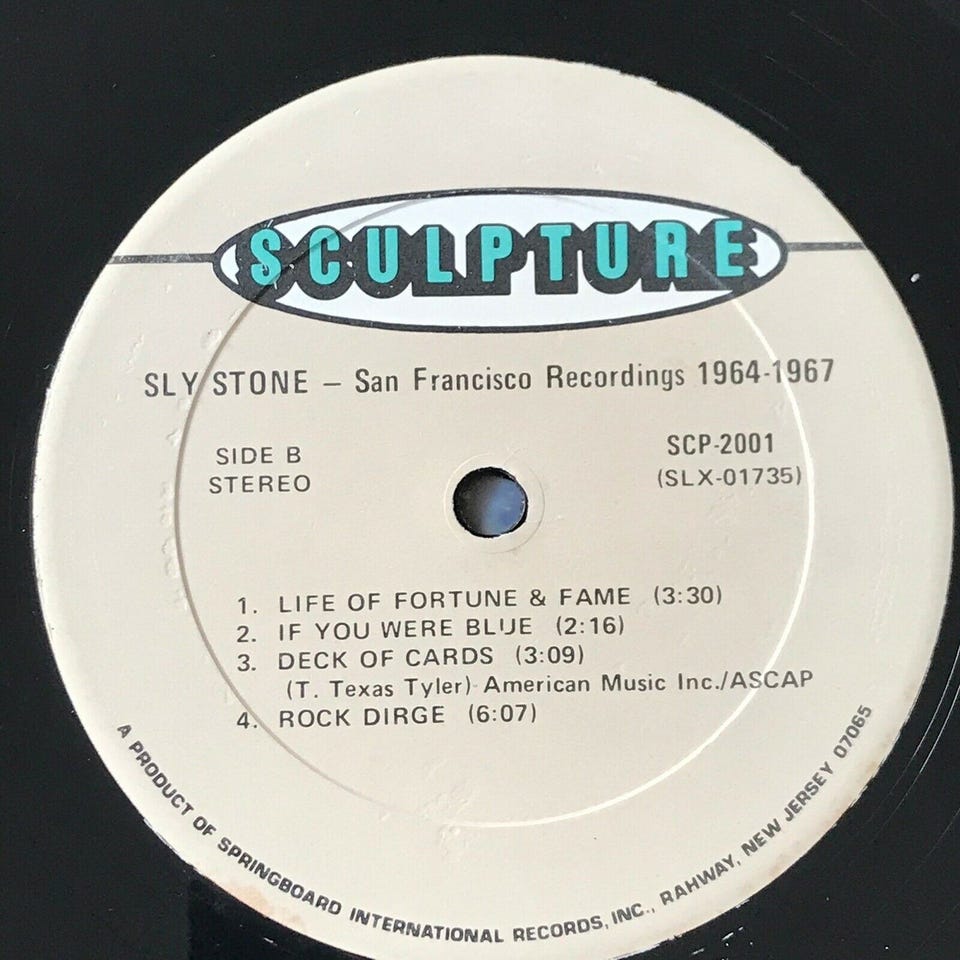 SCULPTURE
SLY STONE – San Francisco Recordings 1964-1967
SIDE B
STEREO
SCP-2001
(SLX-01735)
1. LIFE OF FORTUNE & FAME (3:30)
2. IF YOU WERE BLUE (2:16)
3. DECK OF CARDS (3:09)
(T. Texas Tyler) American Music Inc./ASCAP
4. ROCK DIRGE (6:07)
A PRODUCT OF SPRINGBOARD INTERNATIONAL RECORDS, INC., RAHWAY, NEW JERSEY 07065